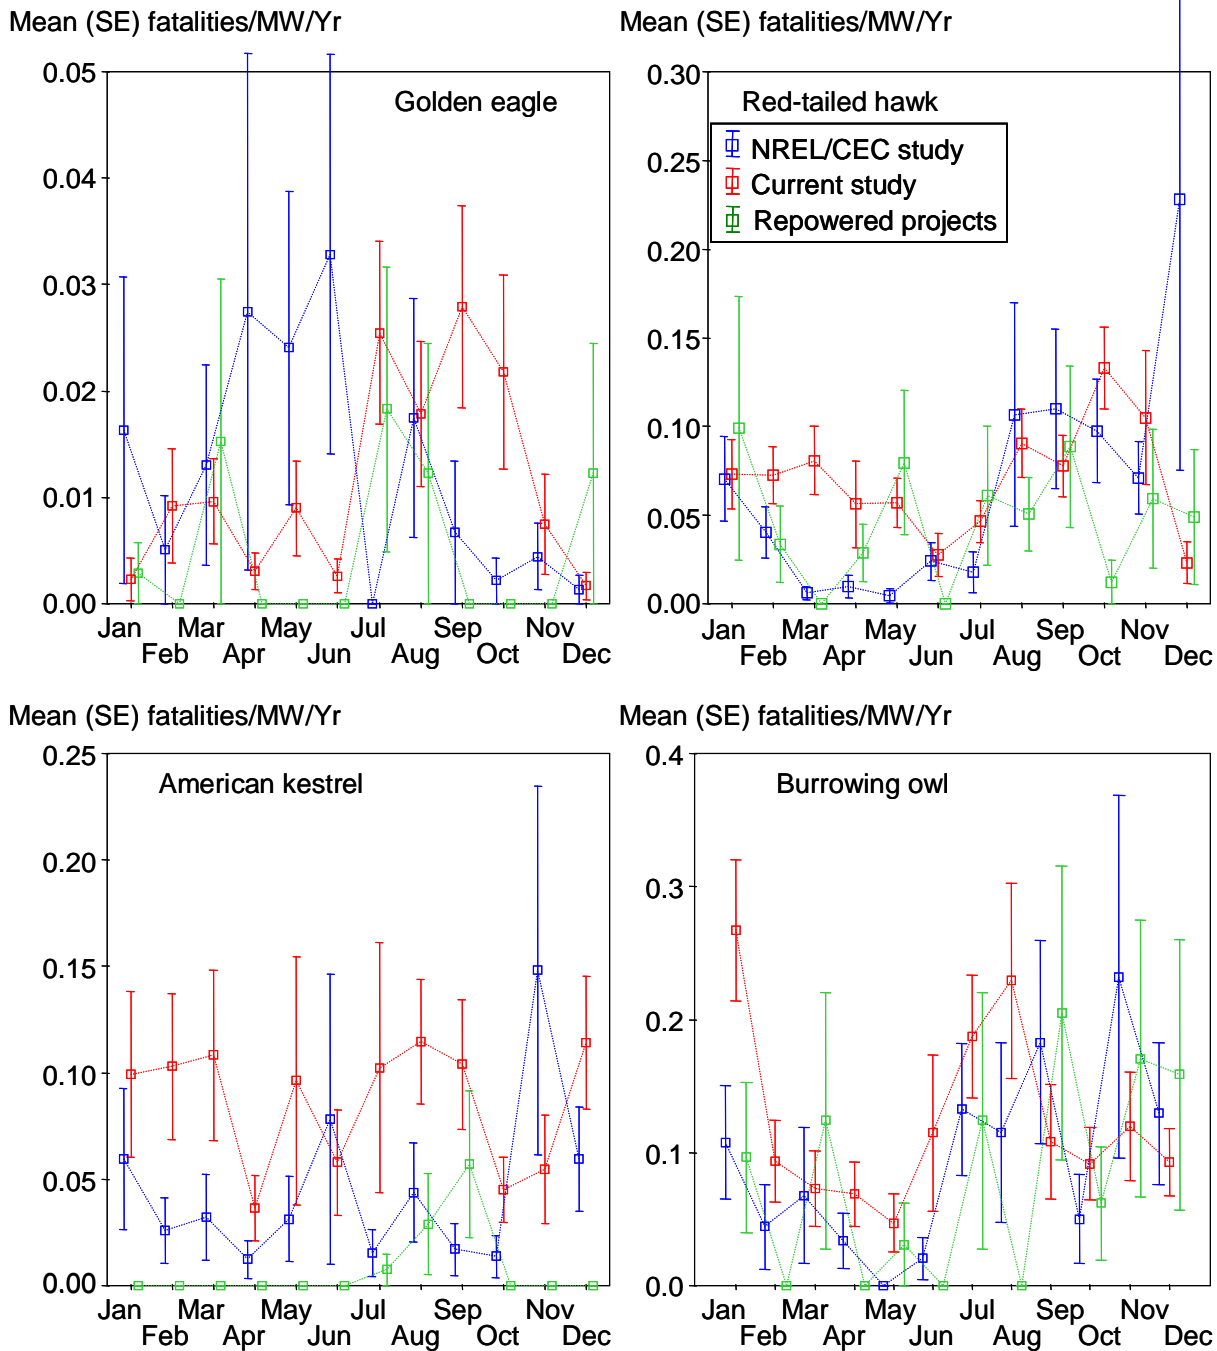 Mean (SE) fatalities/MW/Yr
Golden eagle
0.05
0.04
0.03
0.02
0.01
0.00
Jan Mar May Jul Sep Nov
Feb Apr Jun Aug Oct Dec
Mean (SE) fatalities/MW/Yr
Red-tailed hawk
NREL/CEC study
Current study
Repowered projects
0.30
0.25
0.20
0.15
0.10
0.05
0.00
Jan Mar May Jul Sep Nov
Feb Apr Jun Aug Oct Dec
Mean (SE) fatalities/MW/Yr
American kestrel
0.25
0.20
0.15
0.10
0.05
0.00
Jan Mar May Jul Sep Nov
Feb Apr Jun Aug Oct Dec
Mean (SE) fatalities/MW/Yr
Burrowing owl
0.4
0.3
0.2
0.1
0.0
Jan Mar May Jul Sep Nov
Feb Apr Jun Aug Oct Dec